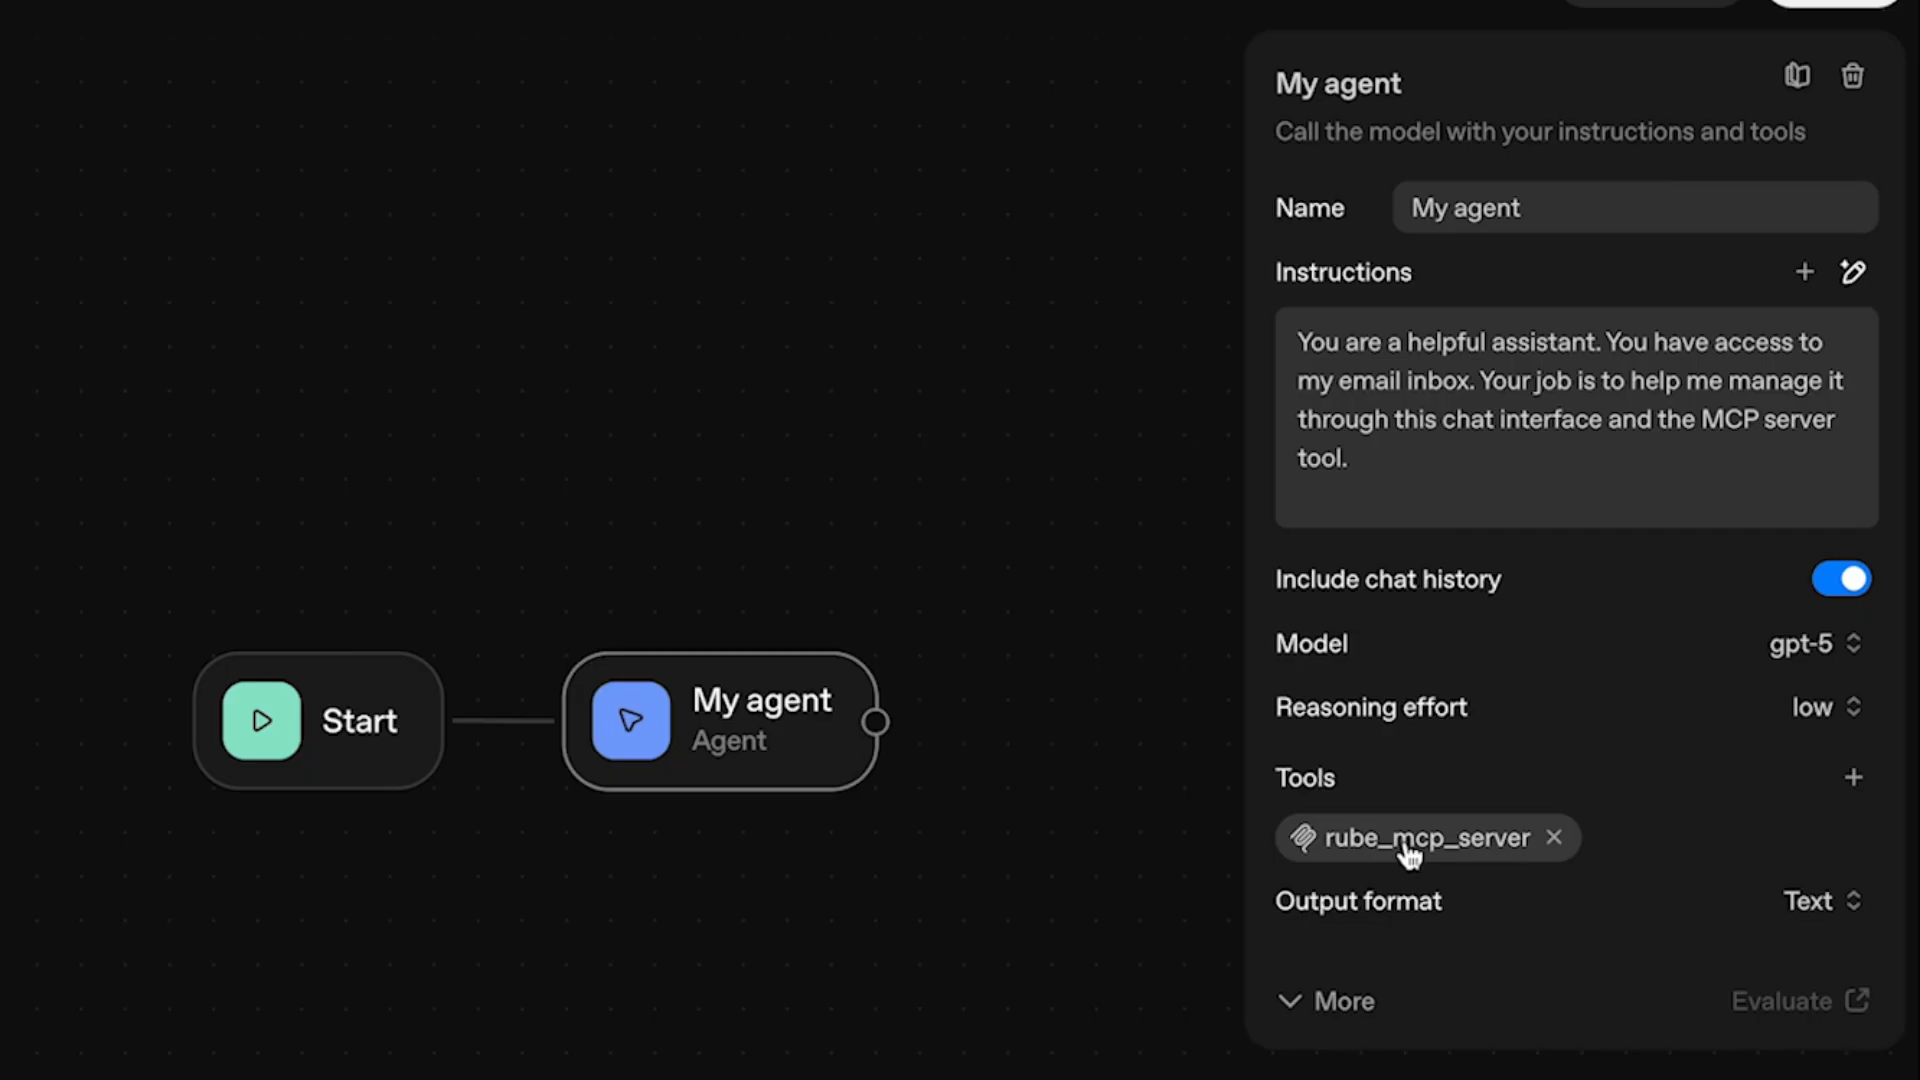 My agent
Call the model with your instructions and tools
Name
My agent
Instructions
You are a helpful assistant. You have access to
my email inbox. Your job is to help me manage it
through this chat interface and the MCP server
tool.
Include chat history
Model
gpt-5
Reasoning effort
low
Tools
rube_mcp_server
Output format
Text
More
Evaluate
Start
My agent
Agent